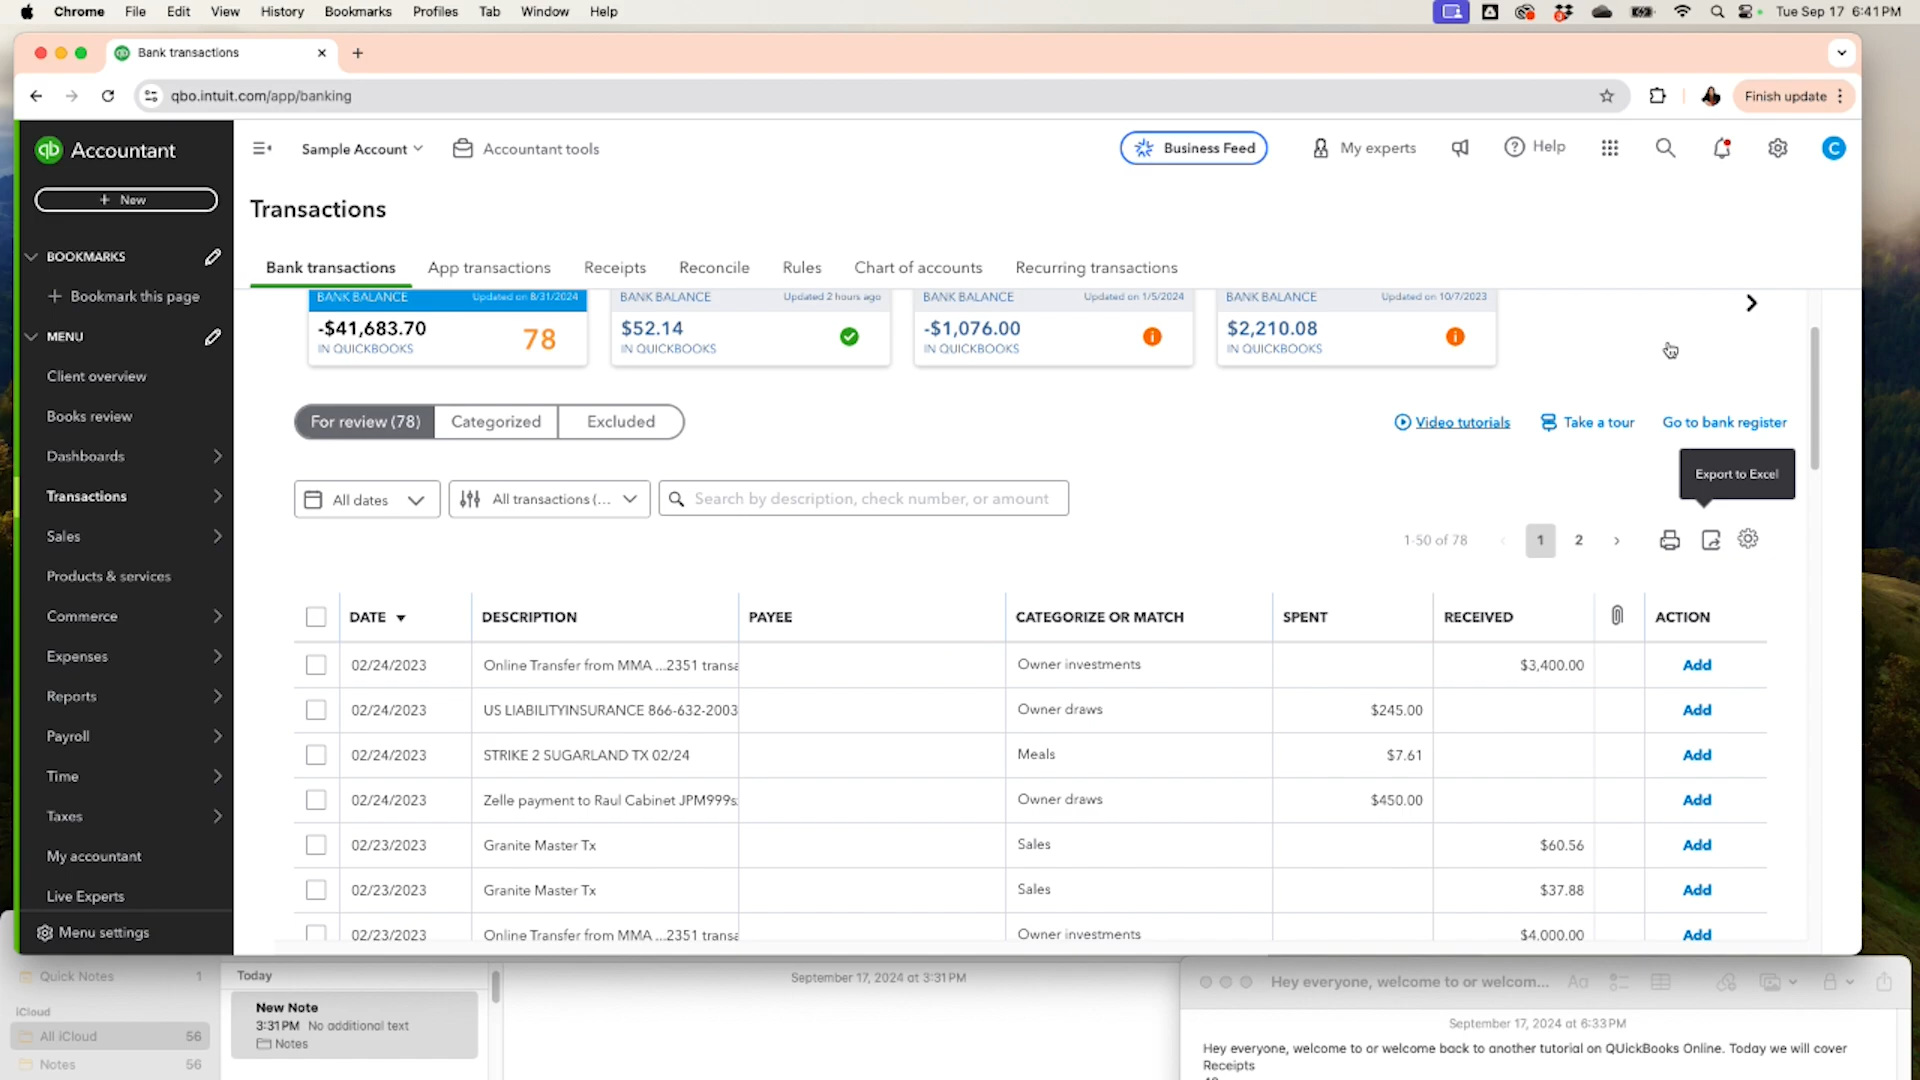 Chrome File Edit View History Bookmarks Profiles Tab Window Help Tue Sep 17 6:41 PM
Bank transactions
qbo.intuit.com/app/banking
Finish update
qb Accountant
Sample Account
Accountant tools
Business Feed
My experts
Help
C
+ New
Transactions
BOOKMARKS
Bookmark this page
MENU
Client overview
Books review
Dashboards
Transactions
Sales
Products & services
Commerce
Expenses
Reports
Payroll
Time
Taxes
My accountant
Live Experts
Menu settings
Bank transactions App transactions Receipts Reconcile Rules Chart of accounts Recurring transactions
BANK BALANCE Updated on 8/31/2024
-$41,683.70
IN QUICKBOOKS
78
BANK BALANCE Updated 2 hours ago
$52.14
IN QUICKBOOKS
BANK BALANCE Updated on 1/5/2024
-$1,076.00
IN QUICKBOOKS
BANK BALANCE Updated on 10/7/2023
$2,210.08
IN QUICKBOOKS
For review (78) Categorized Excluded
Video tutorials Take a tour Go to bank register
Export to Excel
All dates All transactions (... Search by description, check number, or amount
1-50 of 78 < 1 2 >
DATE DESCRIPTION PAYEE CATEGORIZE OR MATCH SPENT RECEIVED ACTION
02/24/2023 Online Transfer from MMA ...2351 transa Owner investments $3,400.00 Add
02/24/2023 US LIABILITYINSURANCE 866-632-2003 Owner draws $245.00 Add
02/24/2023 STRIKE 2 SUGARLAND TX 02/24 Meals $7.61 Add
02/24/2023 Zelle payment to Raul Cabinet JPM999s Owner draws $450.00 Add
02/23/2023 Granite Master Tx Sales $60.56 Add
02/23/2023 Granite Master Tx Sales $37.88 Add
02/23/2023 Online Transfer from MMA ...2351 transa Owner investments $4,000.00 Add
Quick Notes 1
iCloud
All iCloud 56
Notes 56
Today
New Note
3:31 PM No additional text
Notes
September 17, 2024 at 3:31 PM
Hey everyone, welcome to or welcom... Aa
September 17, 2024 at 6:33 PM
Hey everyone, welcome to or welcome back to another tutorial on QUickBooks Online. Today we will cover
Receipts